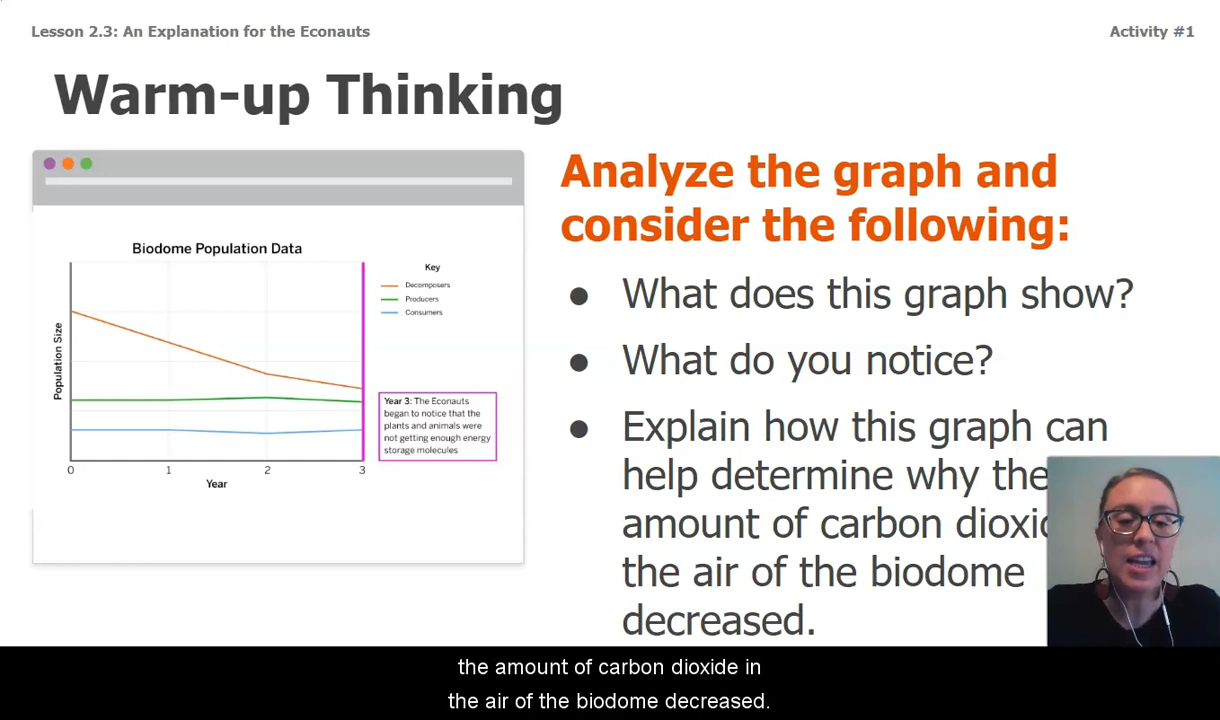 Lesson 2.3: An Explanation for the Econauts
Activity #1
Warm-up Thinking
Biodome Population Data
Key
Decomposers
Producers
Consumers
Population Size
Year 3: The Econauts
began to notice that the
plants and animals were
not getting enough energy
storage molecules
0 1 2 3
Year
Analyze the graph and
consider the following:
● What does this graph show?
● What do you notice?
● Explain how this graph can
help determine why the
amount of carbon
the air of the biodome
decreased.
the amount of carbon dioxide in
the air of the biodome decreased.